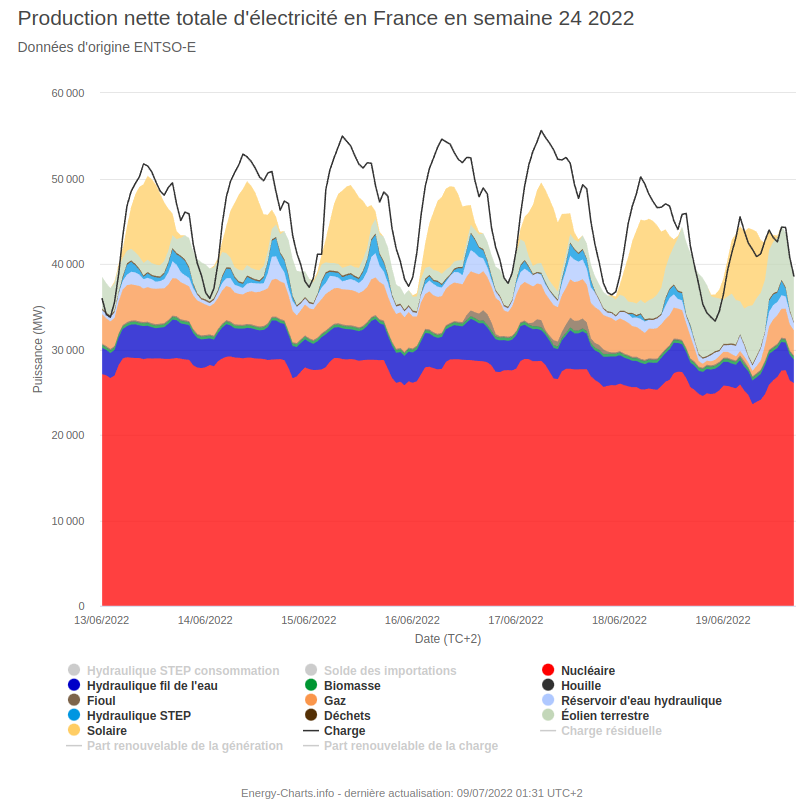 Production nette totale d'électricité en France en semaine 24 2022
Données d'origine ENTSO-E
60 000
50 000
40 000
30 000
20 000
10 000
0
Puissance (MW)
13/06/2022 14/06/2022 15/06/2022 16/06/2022 17/06/2022 18/06/2022 19/06/2022
Date (TC+2)
Hydraulique STEP consommation Solde des importations Nucléaire
Hydraulique fil de l'eau Biomasse Houille
Fioul Gaz Réservoir d'eau hydraulique
Hydraulique STEP Déchets Éolien terrestre
Solaire Charge Charge résiduelle
Part renouvelable de la génération Part renouvelable de la charge
Energy-Charts.info - dernière actualisation: 09/07/2022 01:31 UTC+2